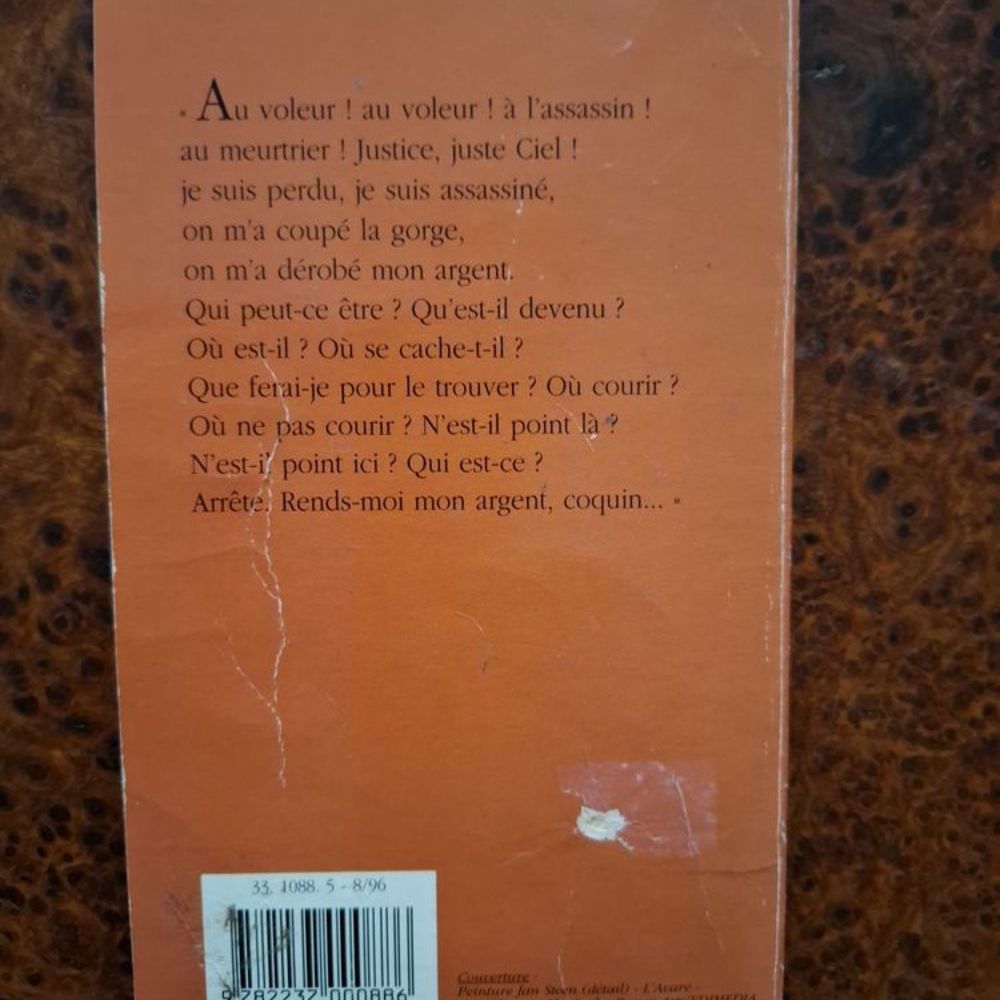 « Au voleur ! au voleur ! à l'assassin !
au meurtrier ! Justice, juste Ciel !
je suis perdu, je suis assassiné,
on m'a coupé la gorge,
on m'a dérobé mon argent.
Qui peut-ce être ? Qu'est-il devenu ?
Où est-il ? Où se cache-t-il ?
Que ferai-je pour le trouver ? Où courir ?
Où ne pas courir ? N'est-il point là ?
N'est-il point ici ? Qui est-ce ?
Arrête. Rends-moi mon argent, coquin... »
33. 1088. 5 - 8/96
9 782237 000886
Couverture :
Peinture Jan Steen (détail) - L'Avare -